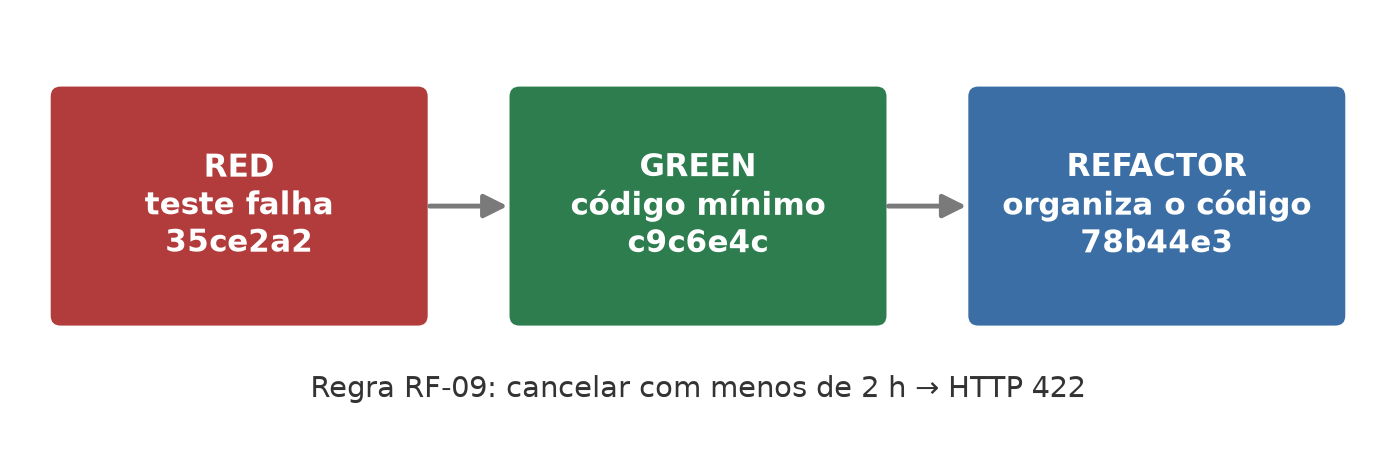 RED
teste falha
35ce2a2
GREEN
código mínimo
c9c6e4c
REFACTOR
organiza o código
78b44e3
Regra RF-09: cancelar com menos de 2 h → HTTP 422